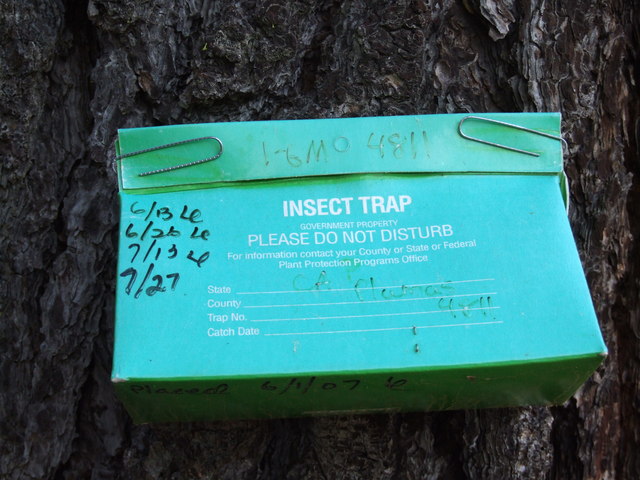 4811
INSECT TRAP
GOVERNMENT PROPERTY
PLEASE DO NOT DISTURB
For information contact your County or State or Federal
Plant Protection Programs Office
State CA
County
Trap No. 4811
Catch Date
6/13 le
6/26 le
7/13 le
7/27
Placed 6/1/07 le